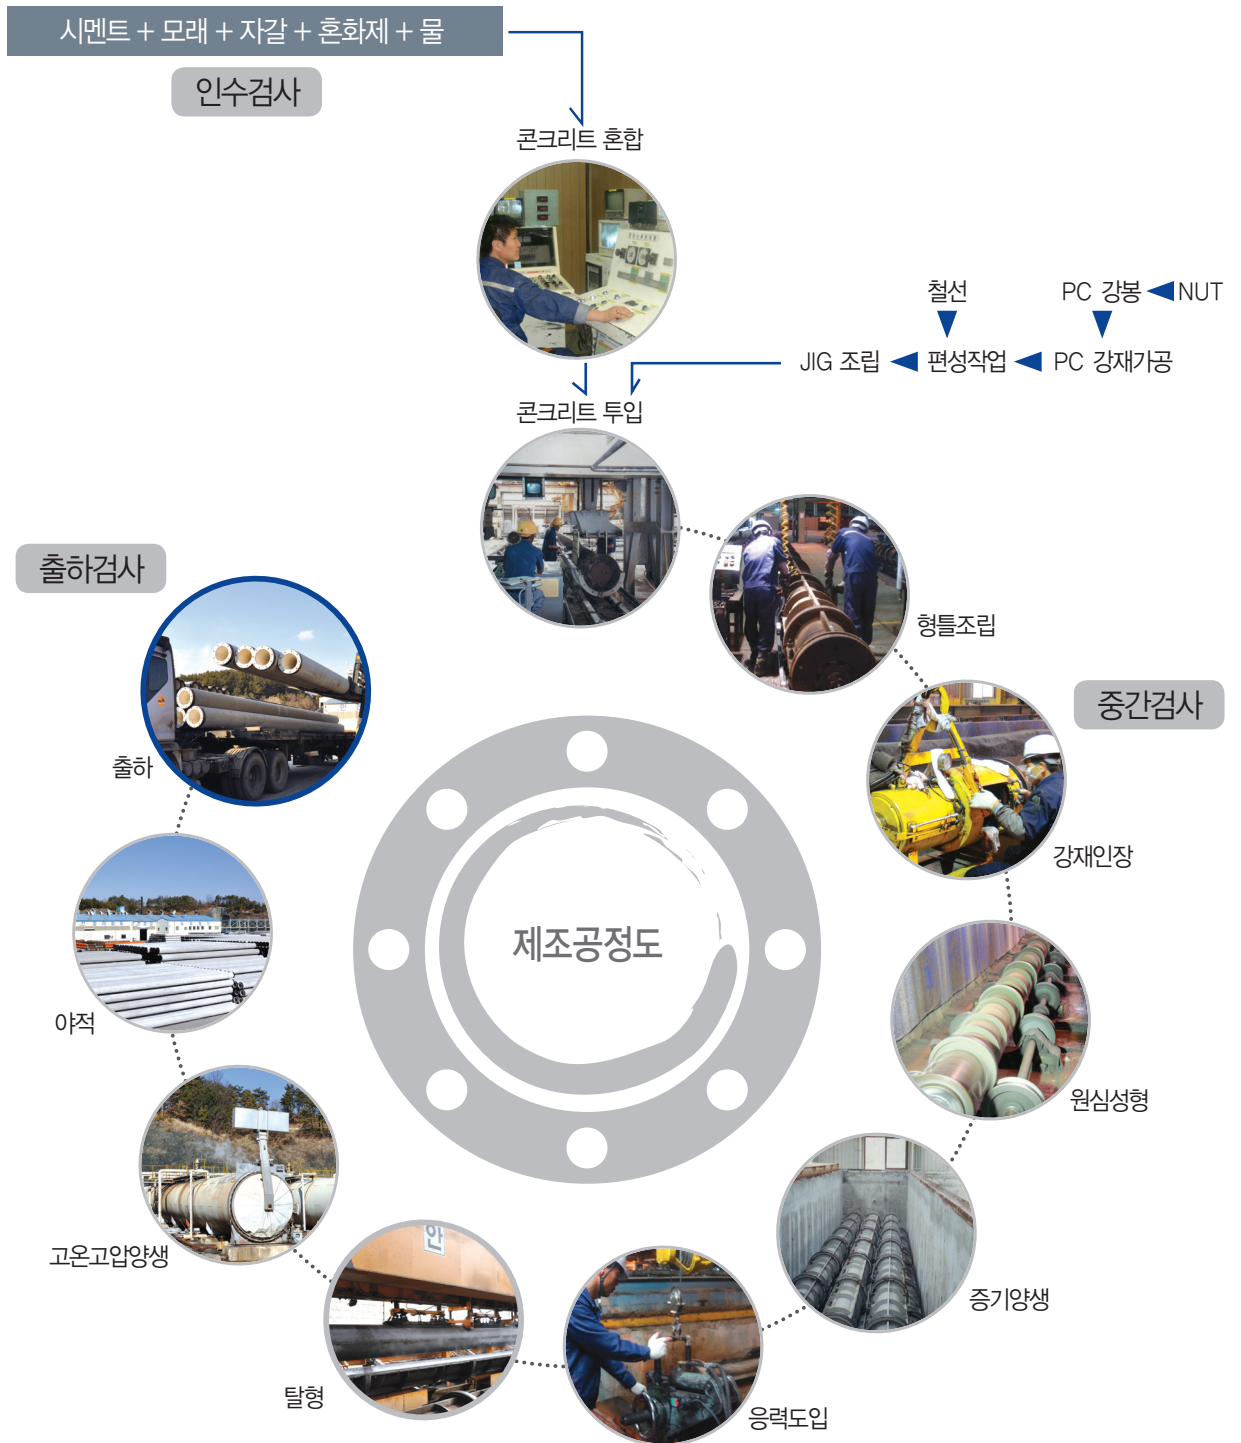 시멘트 + 모래 + 자갈 + 혼화제 + 물
인수검사
콘크리트 혼합
철선
PC 강봉
NUT
JIG 조립
편성작업
PC 강재가공
콘크리트 투입
형틀조립
출하검사
중간검사
출하
강재인장
제조공정도
야적
원심성형
고온고압양생
증기양생
안
탈형
응력도입